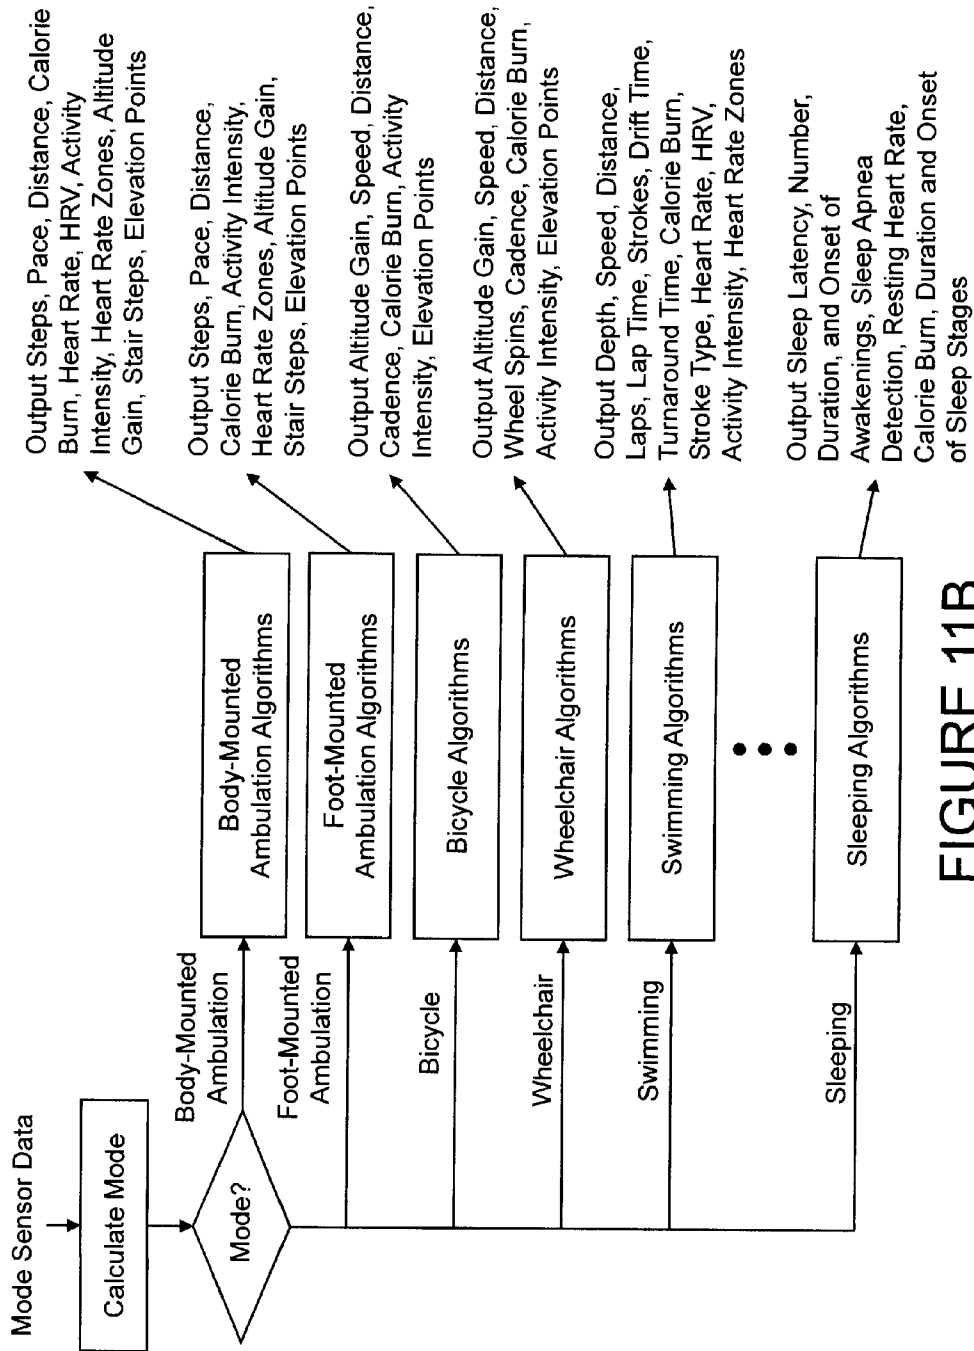 Mode Sensor Data
Calculate Mode
Mode?
Body-Mounted
Ambulation
Body-Mounted
Ambulation Algorithms
Output Steps, Pace, Distance, Calorie
Burn, Heart Rate, HRV, Activity
Intensity, Heart Rate Zones, Altitude
Gain, Stair Steps, Elevation Points
Foot-Mounted
Ambulation
Foot-Mounted
Ambulation Algorithms
Output Steps, Pace, Distance,
Calorie Burn, Activity Intensity,
Heart Rate Zones, Altitude Gain,
Stair Steps, Elevation Points
Bicycle
Bicycle Algorithms
Output Altitude Gain, Speed, Distance,
Cadence, Calorie Burn, Activity
Intensity, Elevation Points
Wheelchair
Wheelchair Algorithms
Output Altitude Gain, Speed, Distance,
Wheel Spins, Cadence, Calorie Burn,
Activity Intensity, Elevation Points
Swimming
Swimming Algorithms
Output Depth, Speed, Distance,
Laps, Lap Time, Strokes, Drift Time,
Turnaround Time, Calorie Burn,
Stroke Type, Heart Rate, HRV,
Activity Intensity, Heart Rate Zones
Sleeping
Sleeping Algorithms
Output Sleep Latency, Number,
Duration, and Onset of
Awakenings, Sleep Apnea
Detection, Resting Heart Rate,
Calorie Burn, Duration and Onset
of Sleep Stages
FIGURE 11B